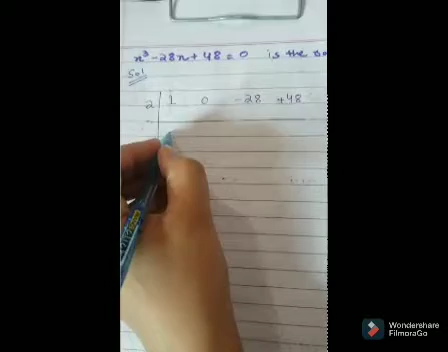 x³ - 28x + 48 = 0 is the
Sol
2 1 0 -28 +48
Wondershare
FilmoraGo